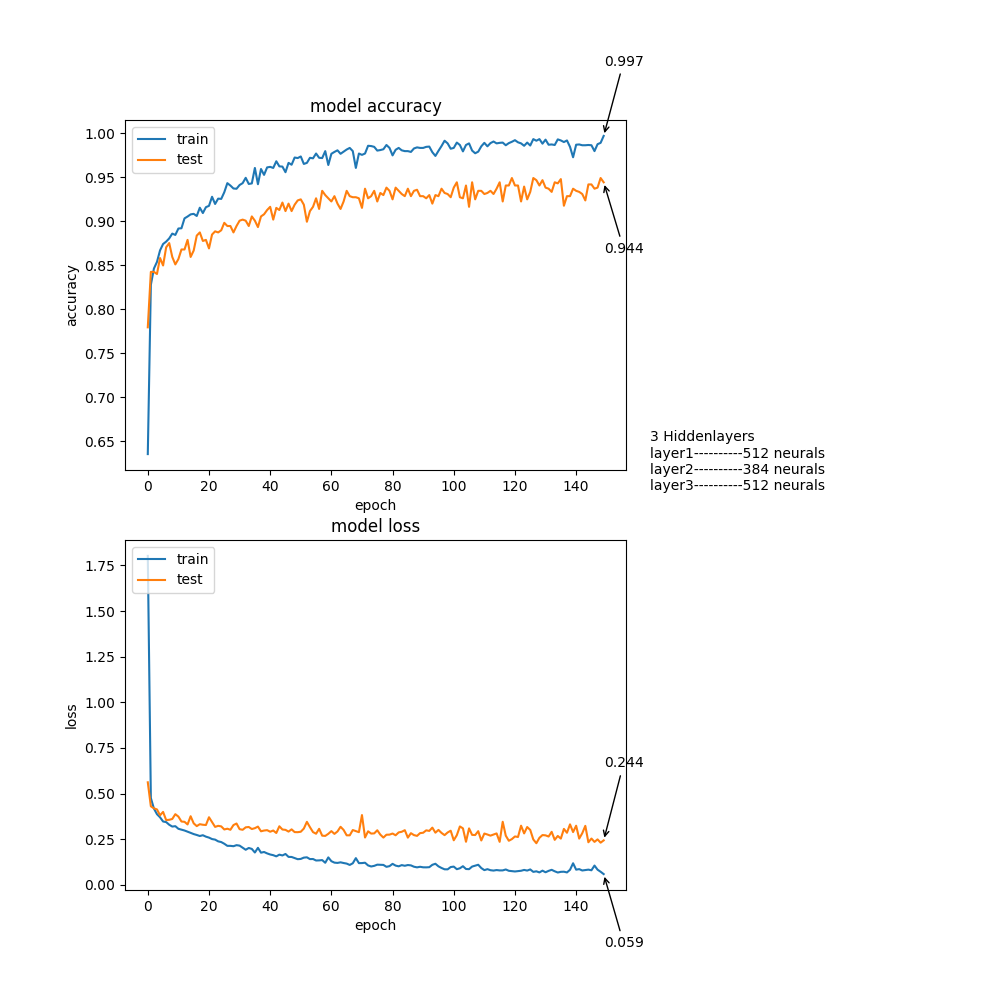 0.997
model accuracy
train
test
1.00
0.95
0.90
0.85
0.80
0.75
0.70
0.65
accuracy
0.944
0 20 40 60 80 100 120 140
epoch
3 Hiddenlayers
layer1----------512 neurals
layer2----------384 neurals
layer3----------512 neurals
model loss
train
test
1.75
1.50
1.25
1.00
0.75
0.50
0.25
0.00
loss
0.244
0 20 40 60 80 100 120 140
epoch
0.059